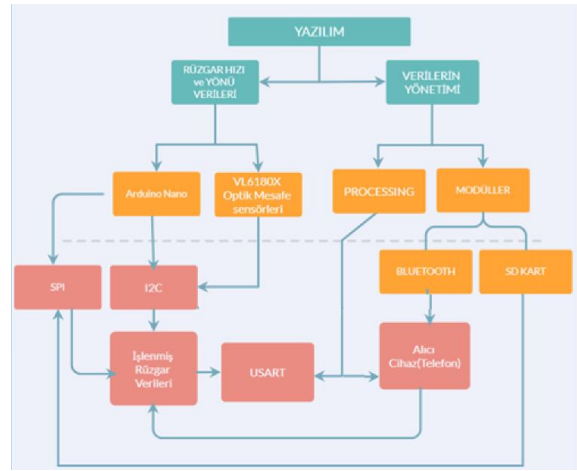 YAZILIM
RÜZGAR HIZI
ve YÖNÜ
VERİLERİ
VERİLERİN
YÖNETİMİ
Arduino Nano
VL6180X
Optik Mesafe
sensörleri
PROCESSING
MODÜLLER
BLUETOOTH
SD KART
SPI
I2C
İşlenmiş
Rüzgar
Verileri
USART
Alıcı
Cihaz(Telefon)